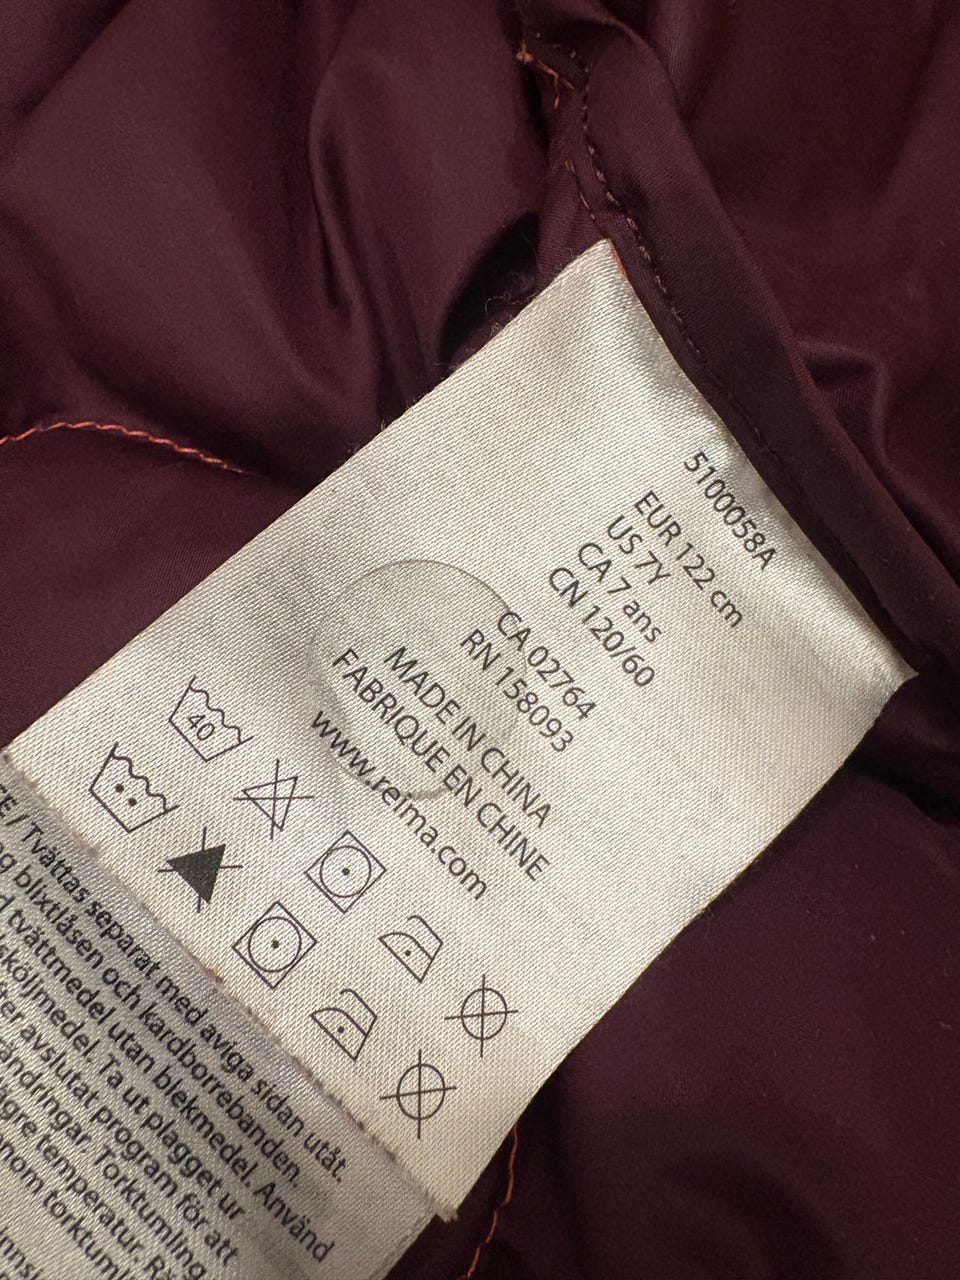 5100058A
EUR 122 cm
US 7Y
CA 7 ans
CN 120/60
CA 02764
RN 158093
MADE IN CHINA
FABRIQUE EN CHINE
www.reima.com
40
/ Tvättas separat med aviga sidan utåt.
blixtlåsen och kardborrebanden.
tvättmedel utan blekmedel. Använd
sköljmedel. Ta ut plagget ur
avslutat program för att
Torktumling
temperatur.